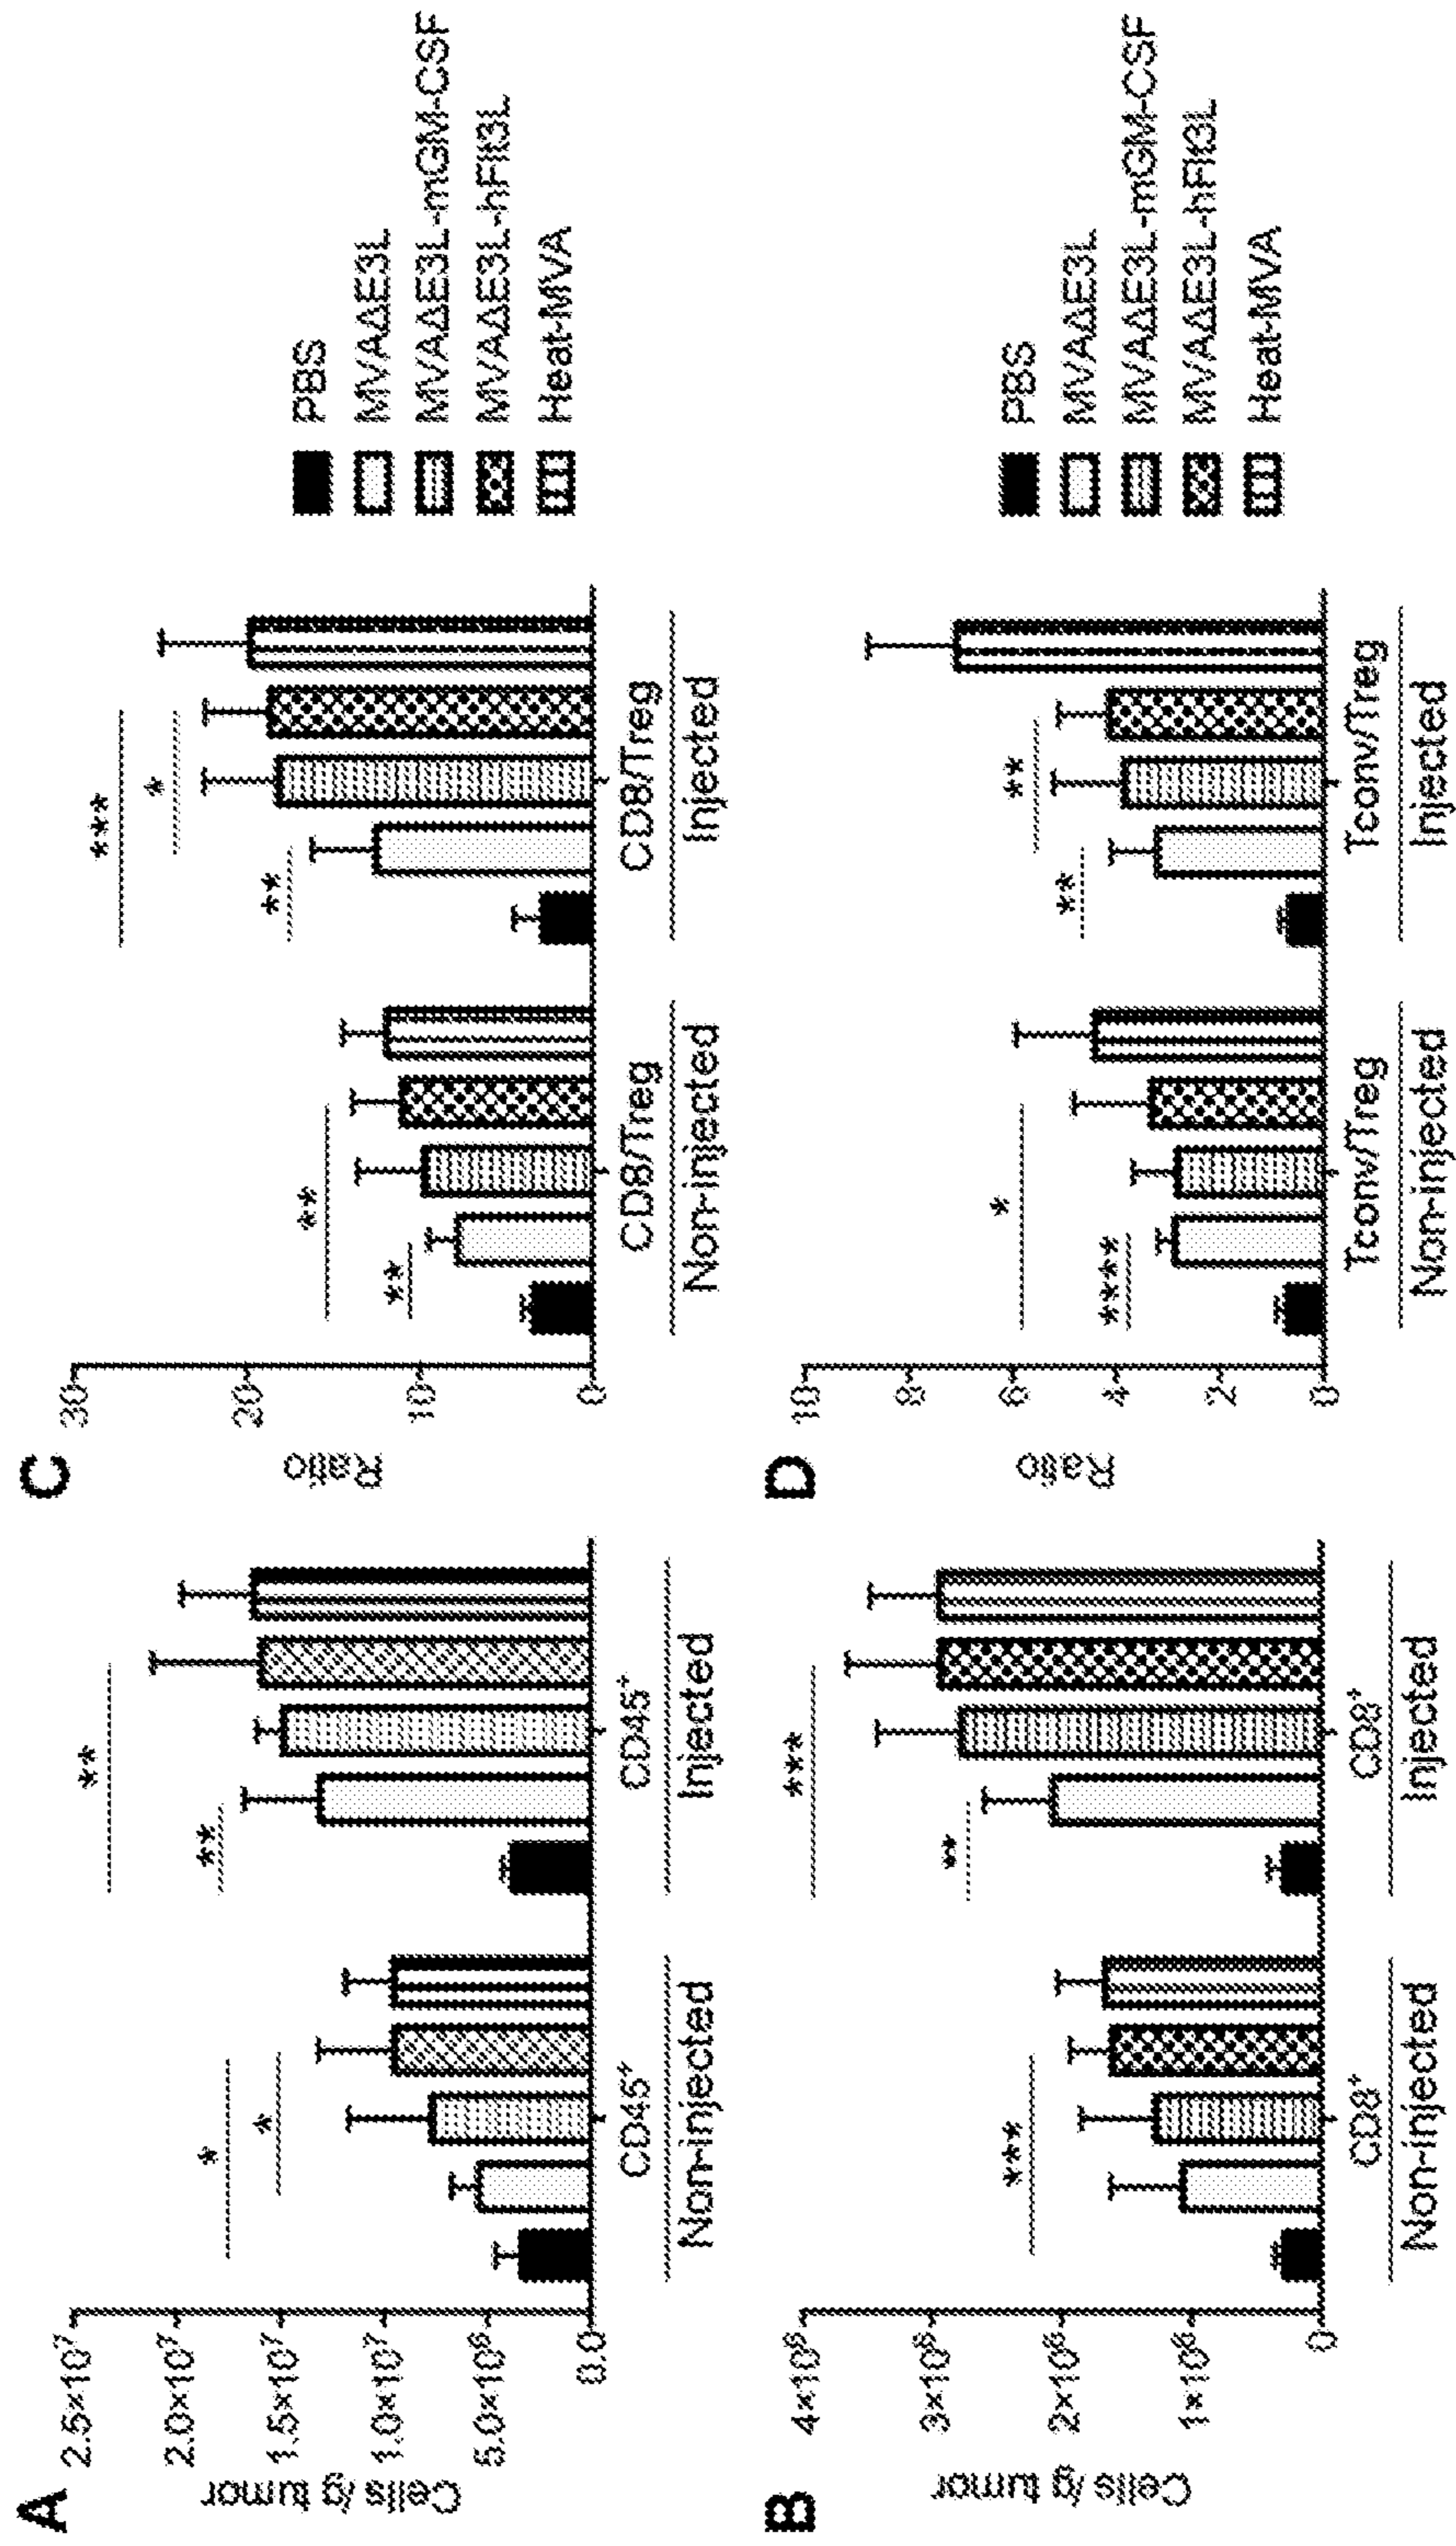 A
Cells/g tumor
2.5×10⁷
2.0×10⁷
1.5×10⁷
1.0×10⁷
5.0×10⁶
0.0
*
*
**
**
CD45⁺
CD45⁺
Non-injected
Injected
B
Cells/g tumor
4×10⁶
3×10⁶
2×10⁶
1×10⁶
0
***
**
***
CD8⁺
CD8⁺
Non-injected
Injected
C
Ratio
30
20
10
0
**
**
**
*
***
CD8/Treg
CD8/Treg
Non-injected
Injected
PBS
MVAΔE3L
MVAΔE3L-mGM-CSF
MVAΔE3L-hFlt3L
Heat-MVA
D
Ratio
10
8
6
4
2
0
****
*
**
**
Tconv/Treg
Tconv/Treg
Non-injected
Injected
PBS
MVAΔE3L
MVAΔE3L-mGM-CSF
MVAΔE3L-hFlt3L
Heat-MVA